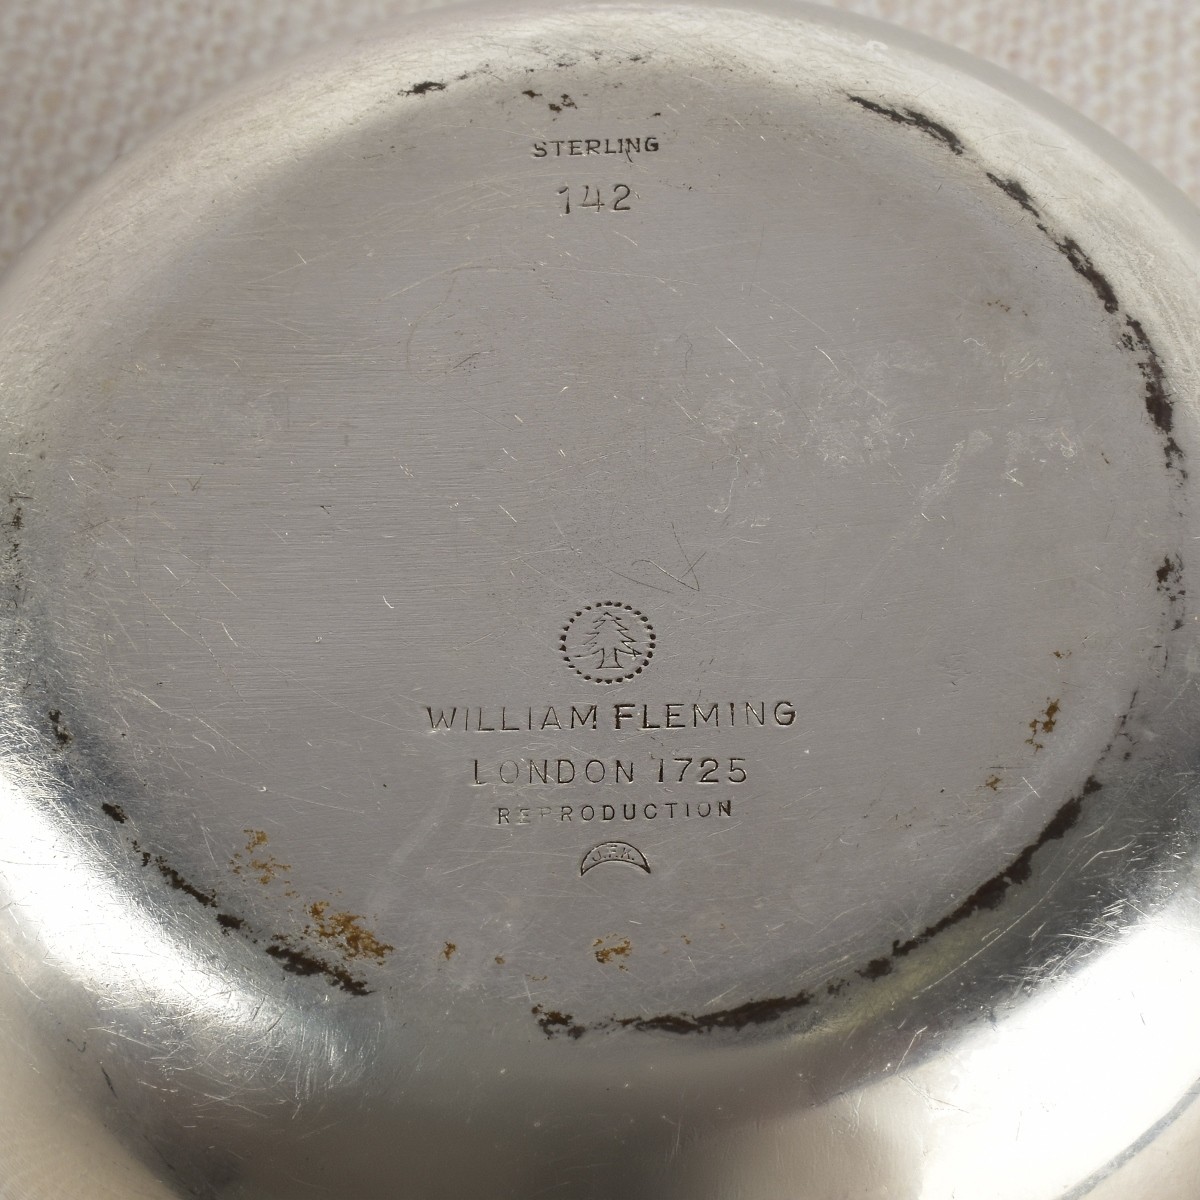 STERLING
142
WILLIAM FLEMING
LONDON 1725
REPRODUCTION
J.F.K.